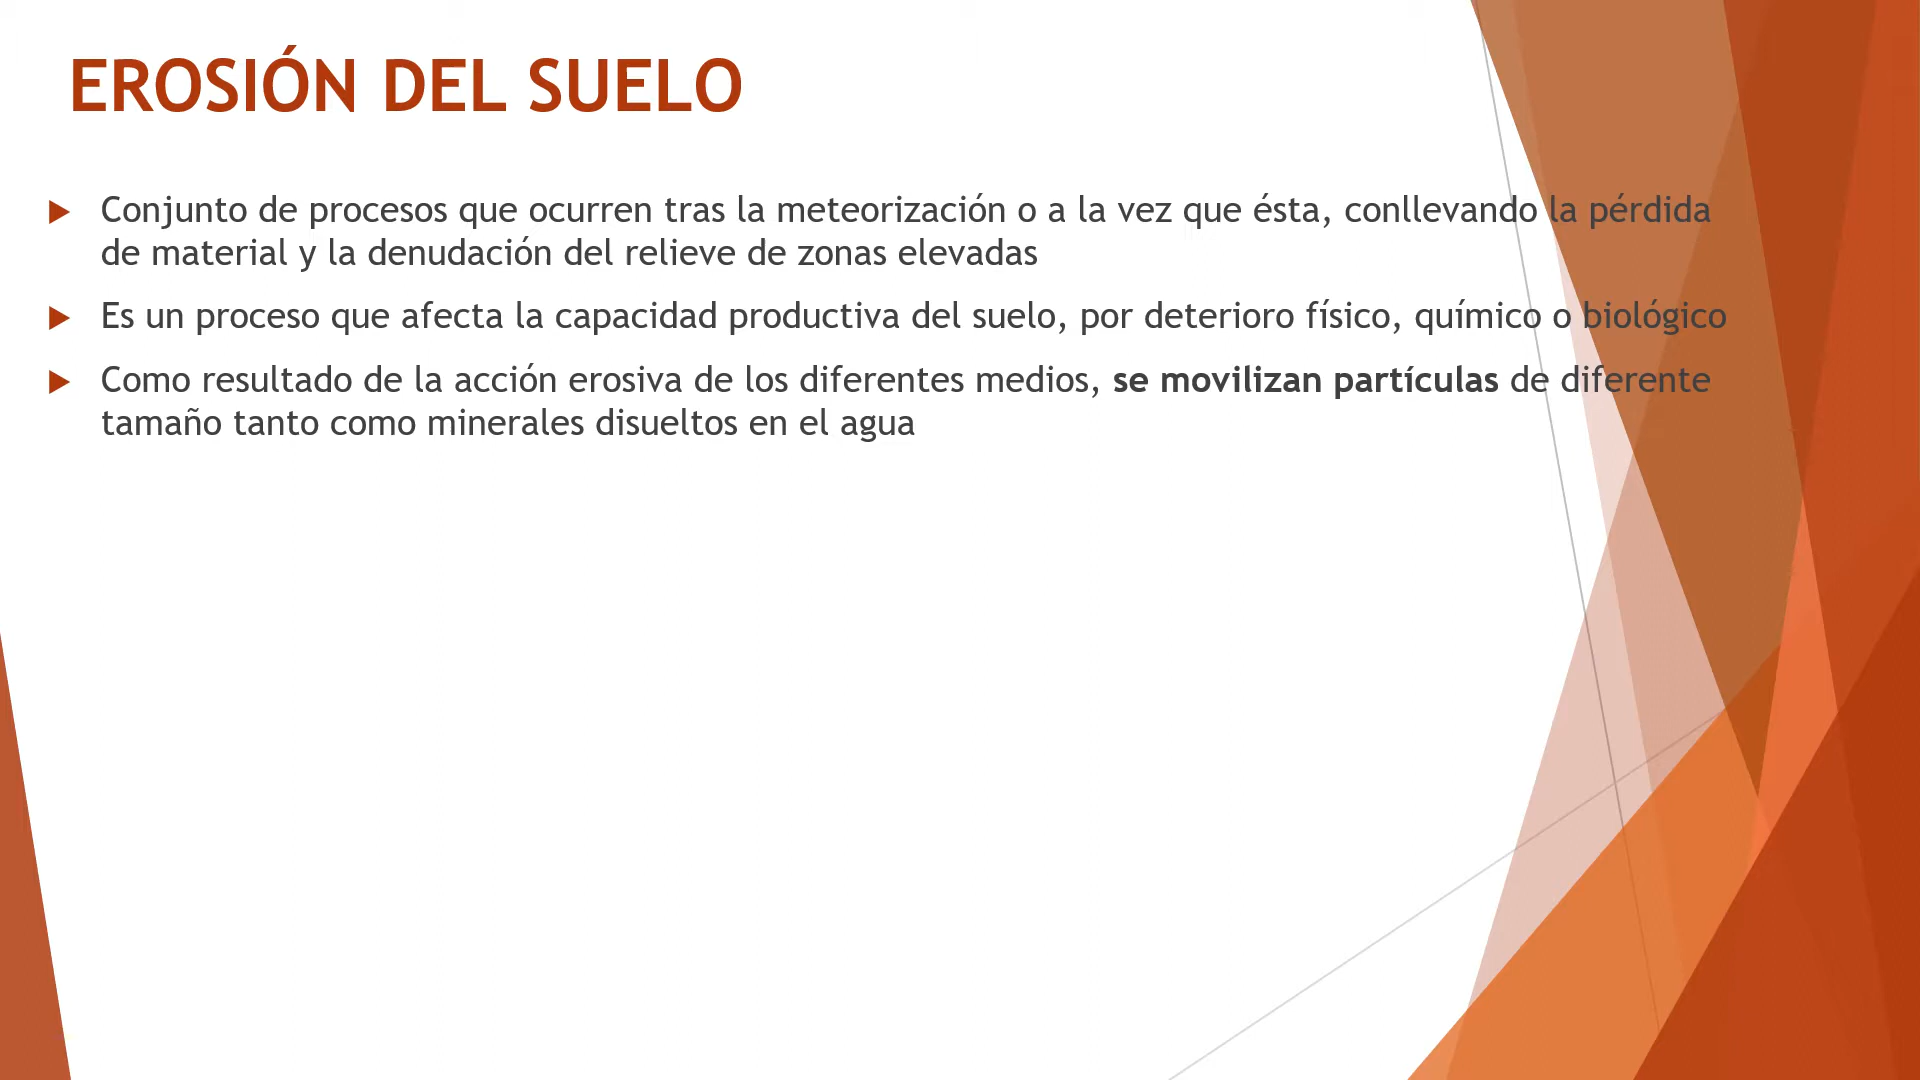 EROSIÓN DEL SUELO
Conjunto de procesos que ocurren tras la meteorización o a la vez que ésta, conllevando la pérdida
de material y la denudación del relieve de zonas elevadas
Es un proceso que afecta la capacidad productiva del suelo, por deterioro físico, químico o biológico
Como resultado de la acción erosiva de los diferentes medios, se movilizan partículas de diferente
tamaño tanto como minerales disueltos en el agua